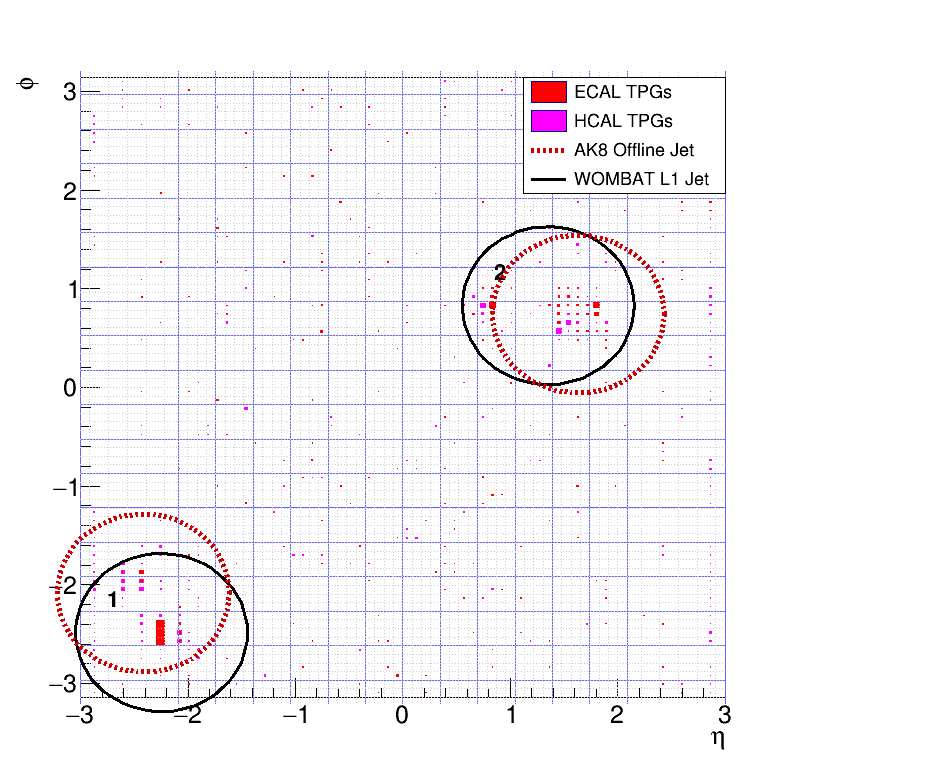 ϕ
3
2
1
0
−1
−2
−3
ECAL TPGs
HCAL TPGs
AK8 Offline Jet
WOMBAT L1 Jet
2
1
−3 −2 −1 0 1 2 3
η